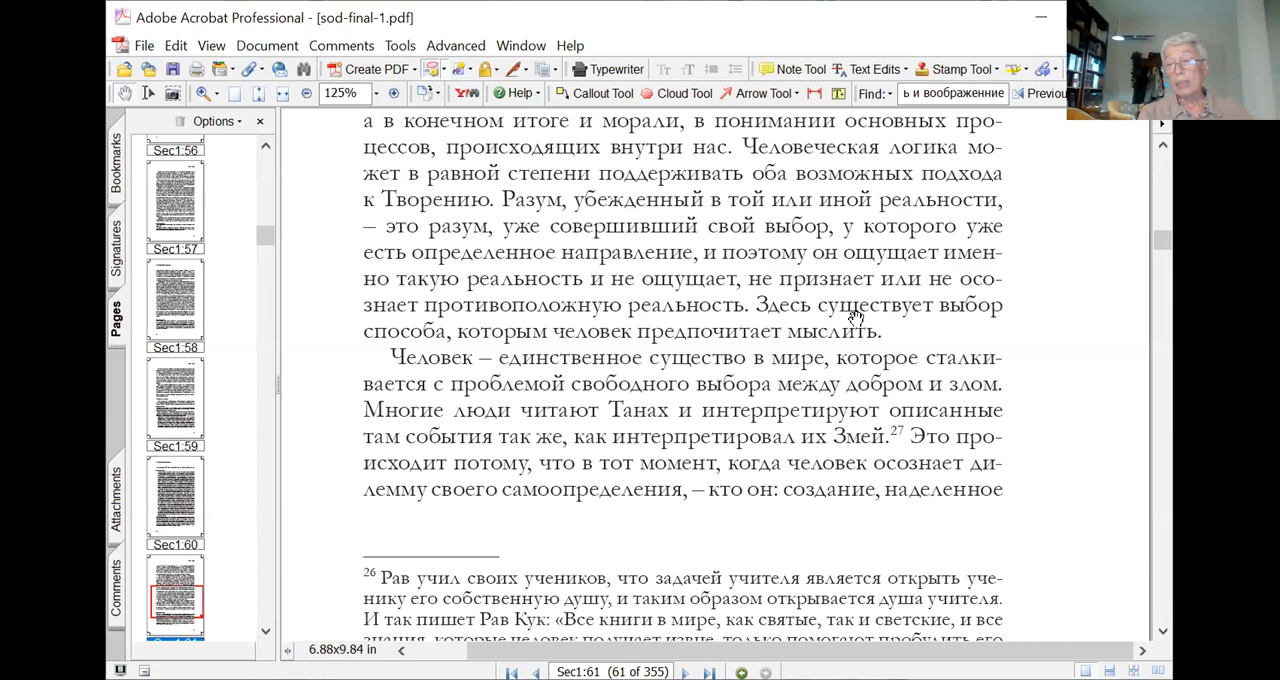 Adobe Acrobat Professional - [sod-final-1.pdf]
File Edit View Document Comments Tools Advanced Window Help
Create PDF Typewriter Note Tool Text Edits Stamp Tool
125% Help Callout Tool Cloud Tool Arrow Tool Find: ь и воображение Previou
Options
Bookmarks
Signatures
Pages
Attachments
Comments
Sec1:56
Sec1:57
Sec1:58
Sec1:59
Sec1:60
а в конечном итоге и морали, в понимании основных про-
цессов, происходящих внутри нас. Человеческая логика мо-
жет в равной степени поддерживать оба возможных подхода
к Творению. Разум, убежденный в той или иной реальности,
– это разум, уже совершивший свой выбор, у которого уже
есть определенное направление, и поэтому он ощущает имен-
но такую реальность и не ощущает, не признает или не осо-
знает противоположную реальность. Здесь существует выбор
способа, которым человек предпочитает мыслить.
Человек – единственное существо в мире, которое сталки-
вается с проблемой свободного выбора между добром и злом.
Многие люди читают Танах и интерпретируют описанные
там события так же, как интерпретировал их Змей.27 Это про-
исходит потому, что в тот момент, когда человек осознает ди-
лемму своего самоопределения, – кто он: создание, наделенное
26 Рав учил своих учеников, что задачей учителя является открыть уче-
нику его собственную душу, и таким образом открывается душа учителя.
И так пишет Рав Кук: «Все книги в мире, как святые, так и светские, и все
знания, которые человек получает извне, только помогают пробудить его
6.88x9.84 in
Sec1:61 (61 of 355)